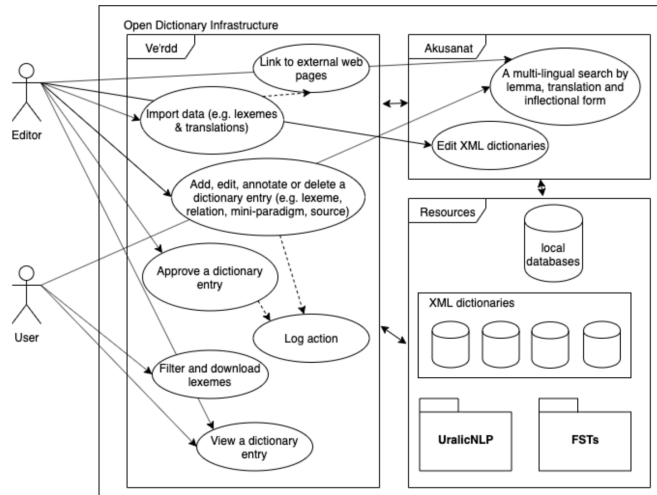 Open Dictionary Infrastructure
Ve'rdd
Link to external web
pages
Akusanat
A multi-lingual search by
lemma, translation and
inflectional form
Editor
Import data (e.g. lexemes
& translations)
Edit XML dictionaries
Add, edit, annotate or delete a
dictionary entry (e.g. lexeme,
relation, mini-paradigm, source)
Resources
local
databases
Approve a dictionary
entry
User
Log action
XML dictionaries
Filter and download
lexemes
View a dictionary
entry
UralicNLP
FSTs